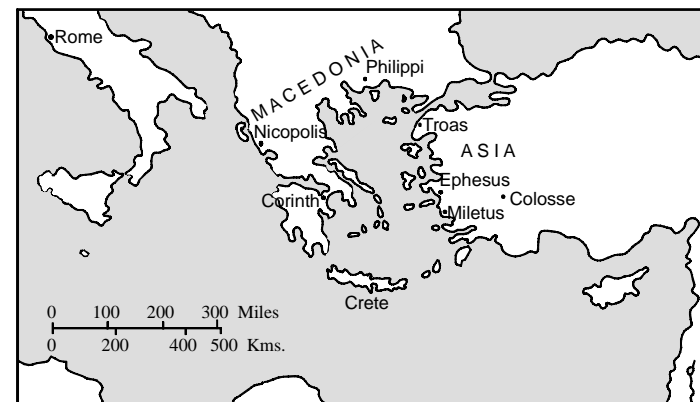 Rome
MACEDONIA
Philippi
Nicopolis
Troas
ASIA
Ephesus
Corinth
Colosse
Miletus
Crete
0 100 200 300 Miles
0 200 400 500 Kms.